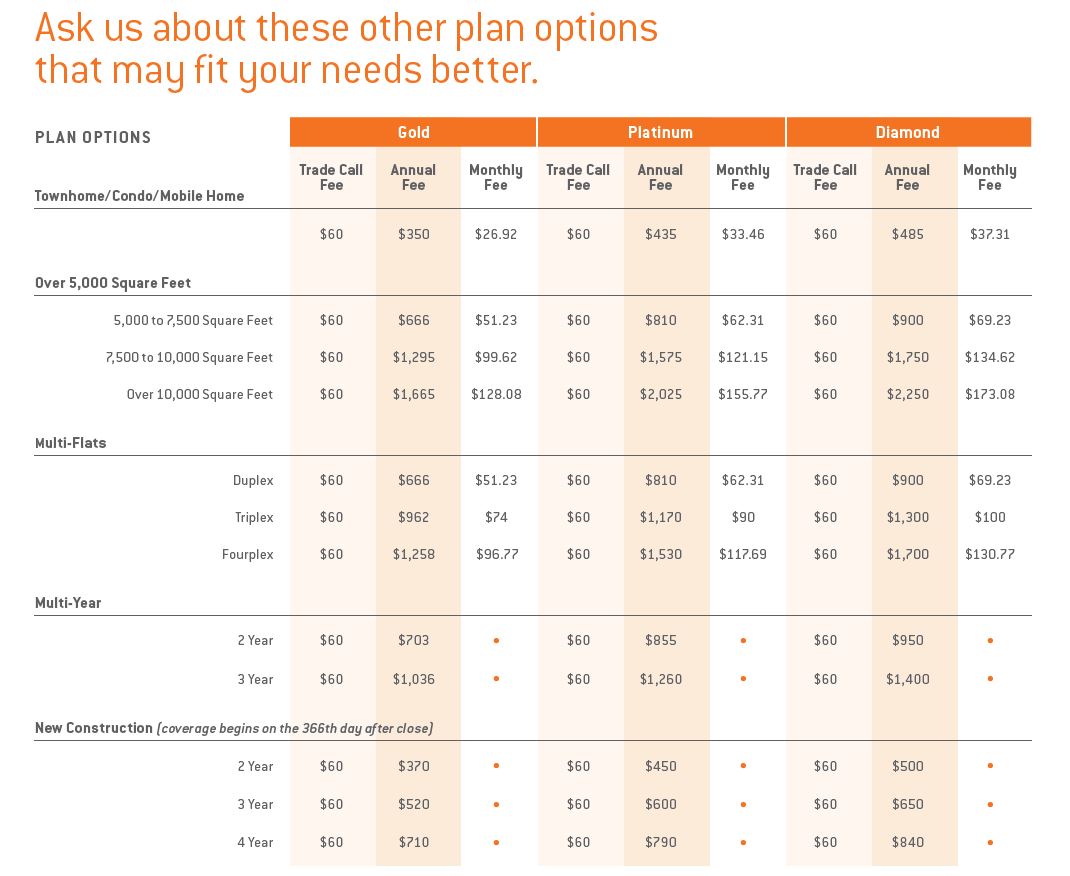 Ask us about these other plan options
that may fit your needs better.
PLAN OPTIONS Gold Platinum Diamond
Townhome/Condo/Mobile Home Trade Call Fee Annual Fee Monthly Fee Trade Call Fee Annual Fee Monthly Fee Trade Call Fee Annual Fee Monthly Fee
$60 $350 $26.92 $60 $435 $33.46 $60 $485 $37.31
Over 5,000 Square Feet
5,000 to 7,500 Square Feet $60 $666 $51.23 $60 $810 $62.31 $60 $900 $69.23
7,500 to 10,000 Square Feet $60 $1,295 $99.62 $60 $1,575 $121.15 $60 $1,750 $134.62
Over 10,000 Square Feet $60 $1,665 $128.08 $60 $2,025 $155.77 $60 $2,250 $173.08
Multi-Flats
Duplex $60 $666 $51.23 $60 $810 $62.31 $60 $900 $69.23
Triplex $60 $962 $74 $60 $1,170 $90 $60 $1,300 $100
Fourplex $60 $1,258 $96.77 $60 $1,530 $117.69 $60 $1,700 $130.77
Multi-Year
2 Year $60 $703 • $60 $855 • $60 $950 •
3 Year $60 $1,036 • $60 $1,260 • $60 $1,400 •
New Construction (coverage begins on the 366th day after close)
2 Year $60 $370 • $60 $450 • $60 $500 •
3 Year $60 $520 • $60 $600 • $60 $650 •
4 Year $60 $710 • $60 $790 • $60 $840 •